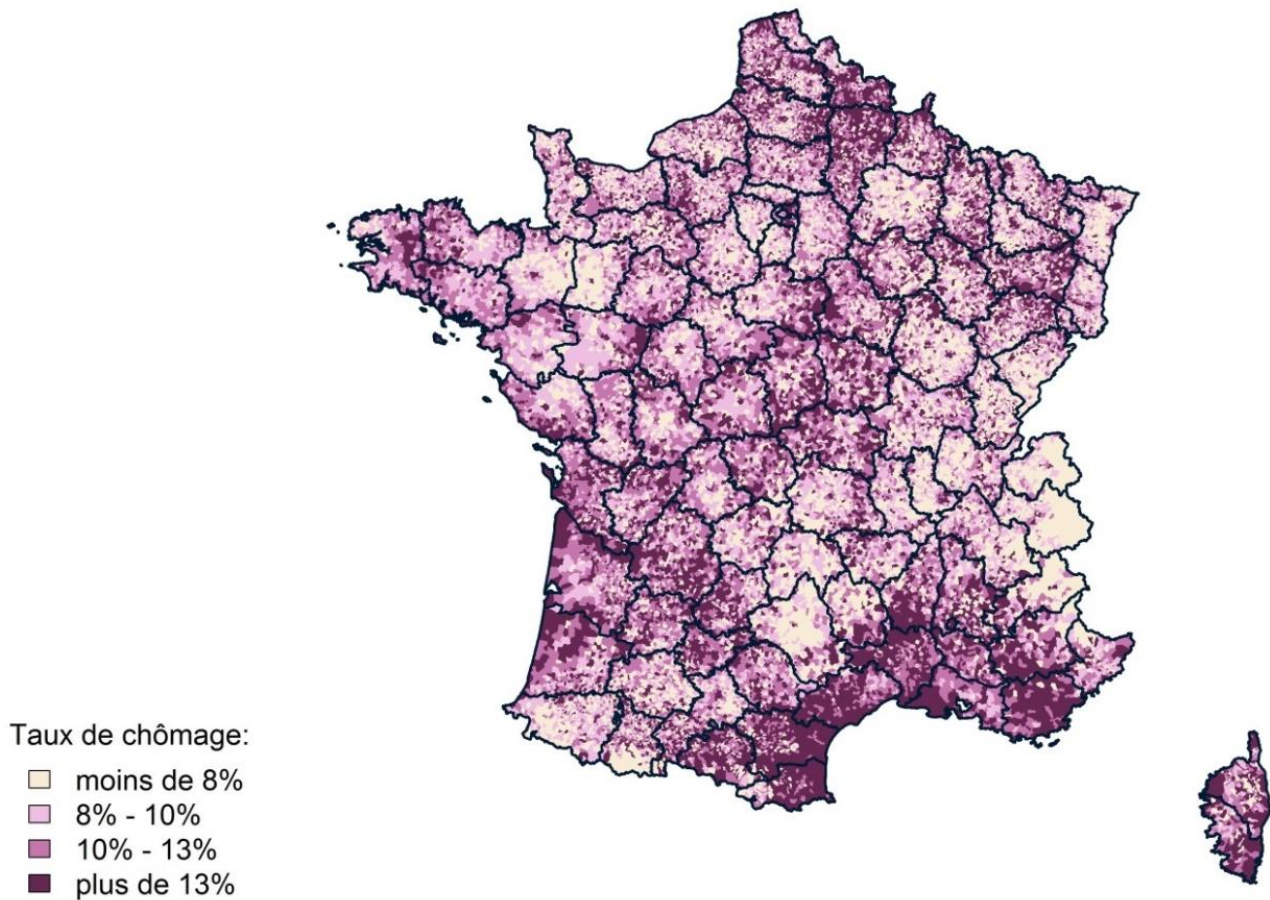 Taux de chômage:
moins de 8%
8% - 10%
10% - 13%
plus de 13%